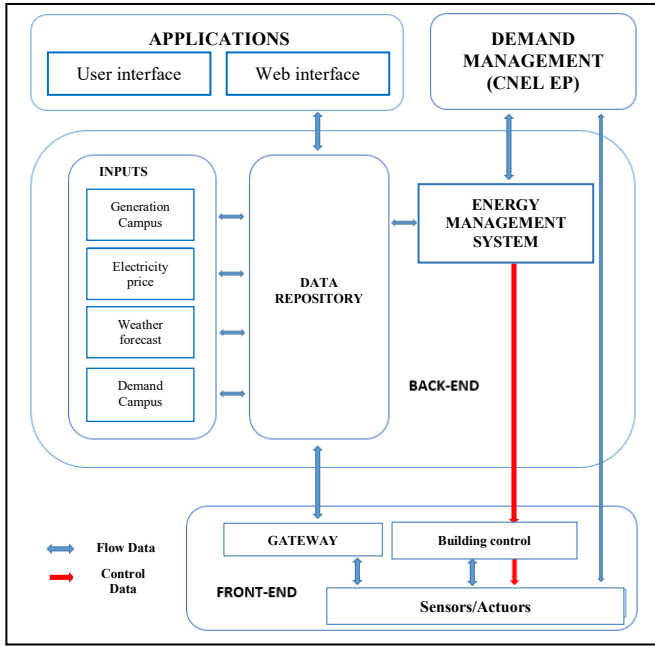 APPLICATIONS
User interface
Web interface
DEMAND
MANAGEMENT
(CNEL EP)
INPUTS
Generation
Campus
Electricity
price
Weather
forecast
Demand
Campus
DATA
REPOSITORY
ENERGY
MANAGEMENT
SYSTEM
BACK-END
GATEWAY
Building control
FRONT-END
Sensors/Actuors
Flow Data
Control
Data